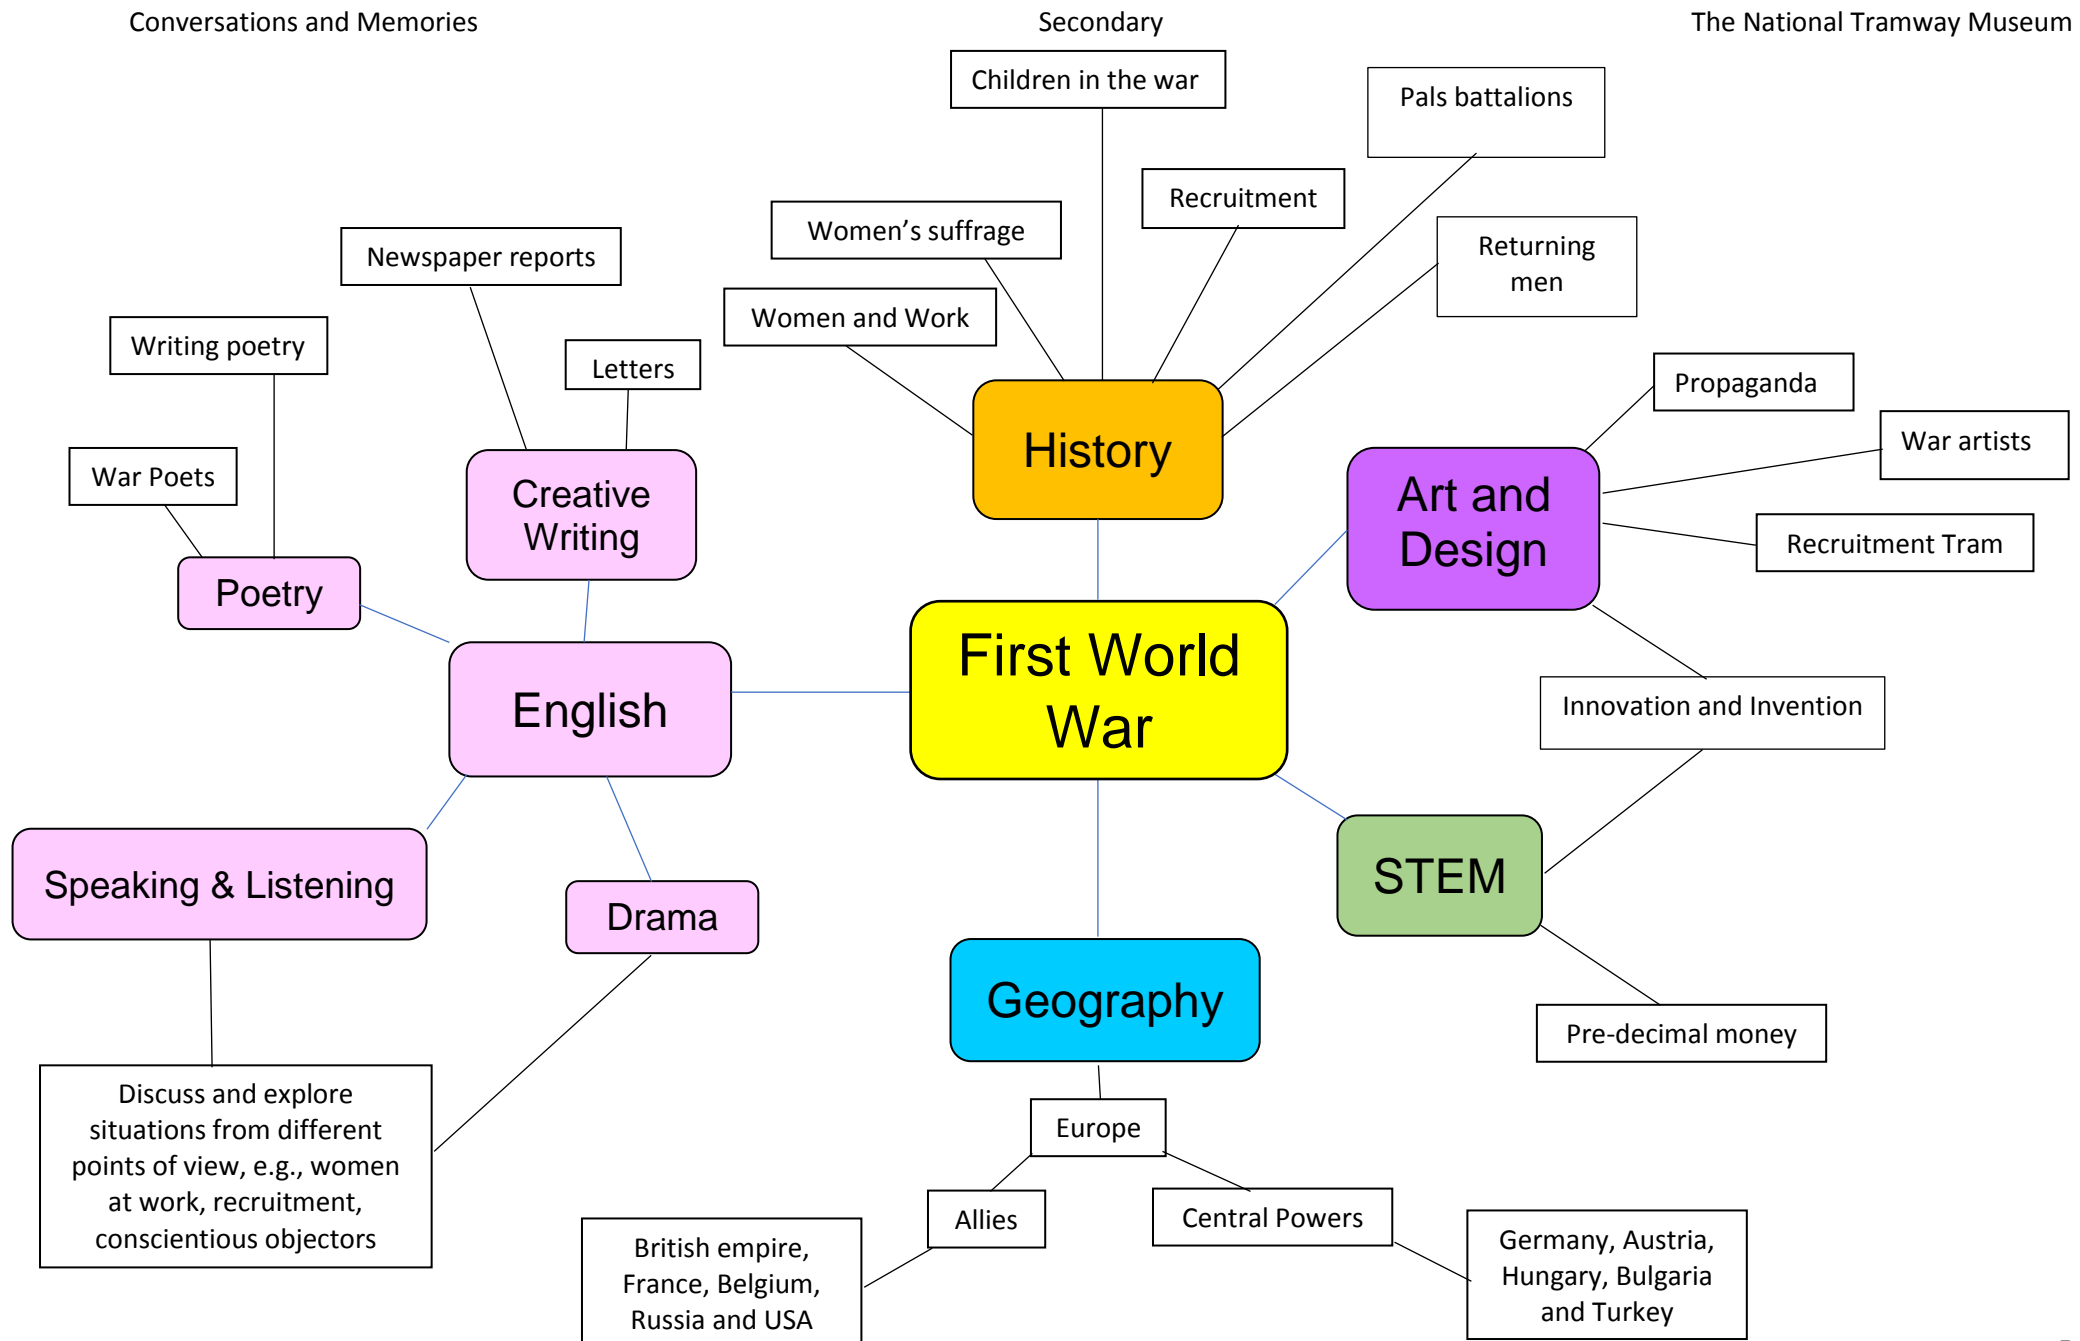 Conversations and Memories
Secondary
The National Tramway Museum
Children in the war
Pals battalions
Recruitment
Women's suffrage
Returning
men
Newspaper reports
Women and Work
Writing poetry
Letters
Propaganda
War artists
War Poets
History
Creative
Writing
Art and
Design
Recruitment Tram
Poetry
First World
War
English
Innovation and Invention
Speaking & Listening
Drama
STEM
Geography
Pre-decimal money
Discuss and explore
situations from different
points of view, e.g., women
at work, recruitment,
conscientious objectors
Europe
Allies
Central Powers
British empire,
France, Belgium,
Russia and USA
Germany, Austria,
Hungary, Bulgaria
and Turkey